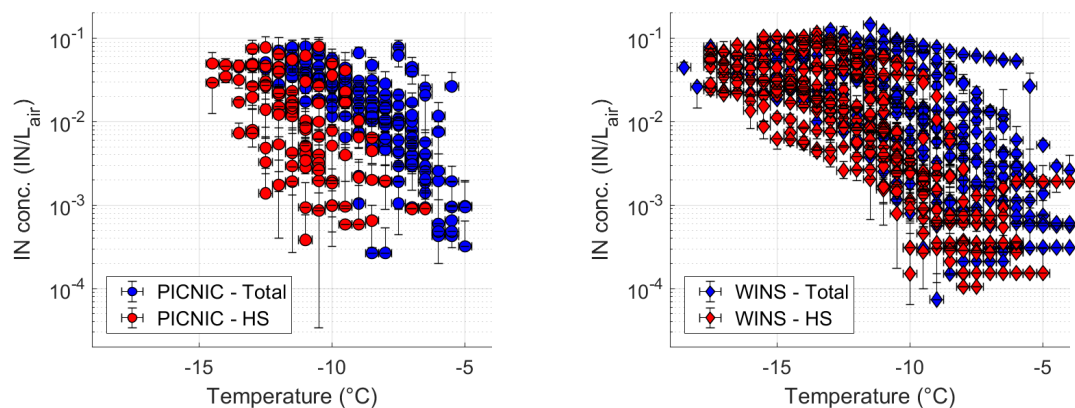 10⁻¹
10⁻²
10⁻³
10⁻⁴
IN conc. (IN/L_air)
PICNIC - Total
PICNIC - HS
-15
-10
-5
Temperature (°C)
10⁻¹
10⁻²
10⁻³
10⁻⁴
IN conc. (IN/L_air)
WINS - Total
WINS - HS
-15
-10
-5
Temperature (°C)